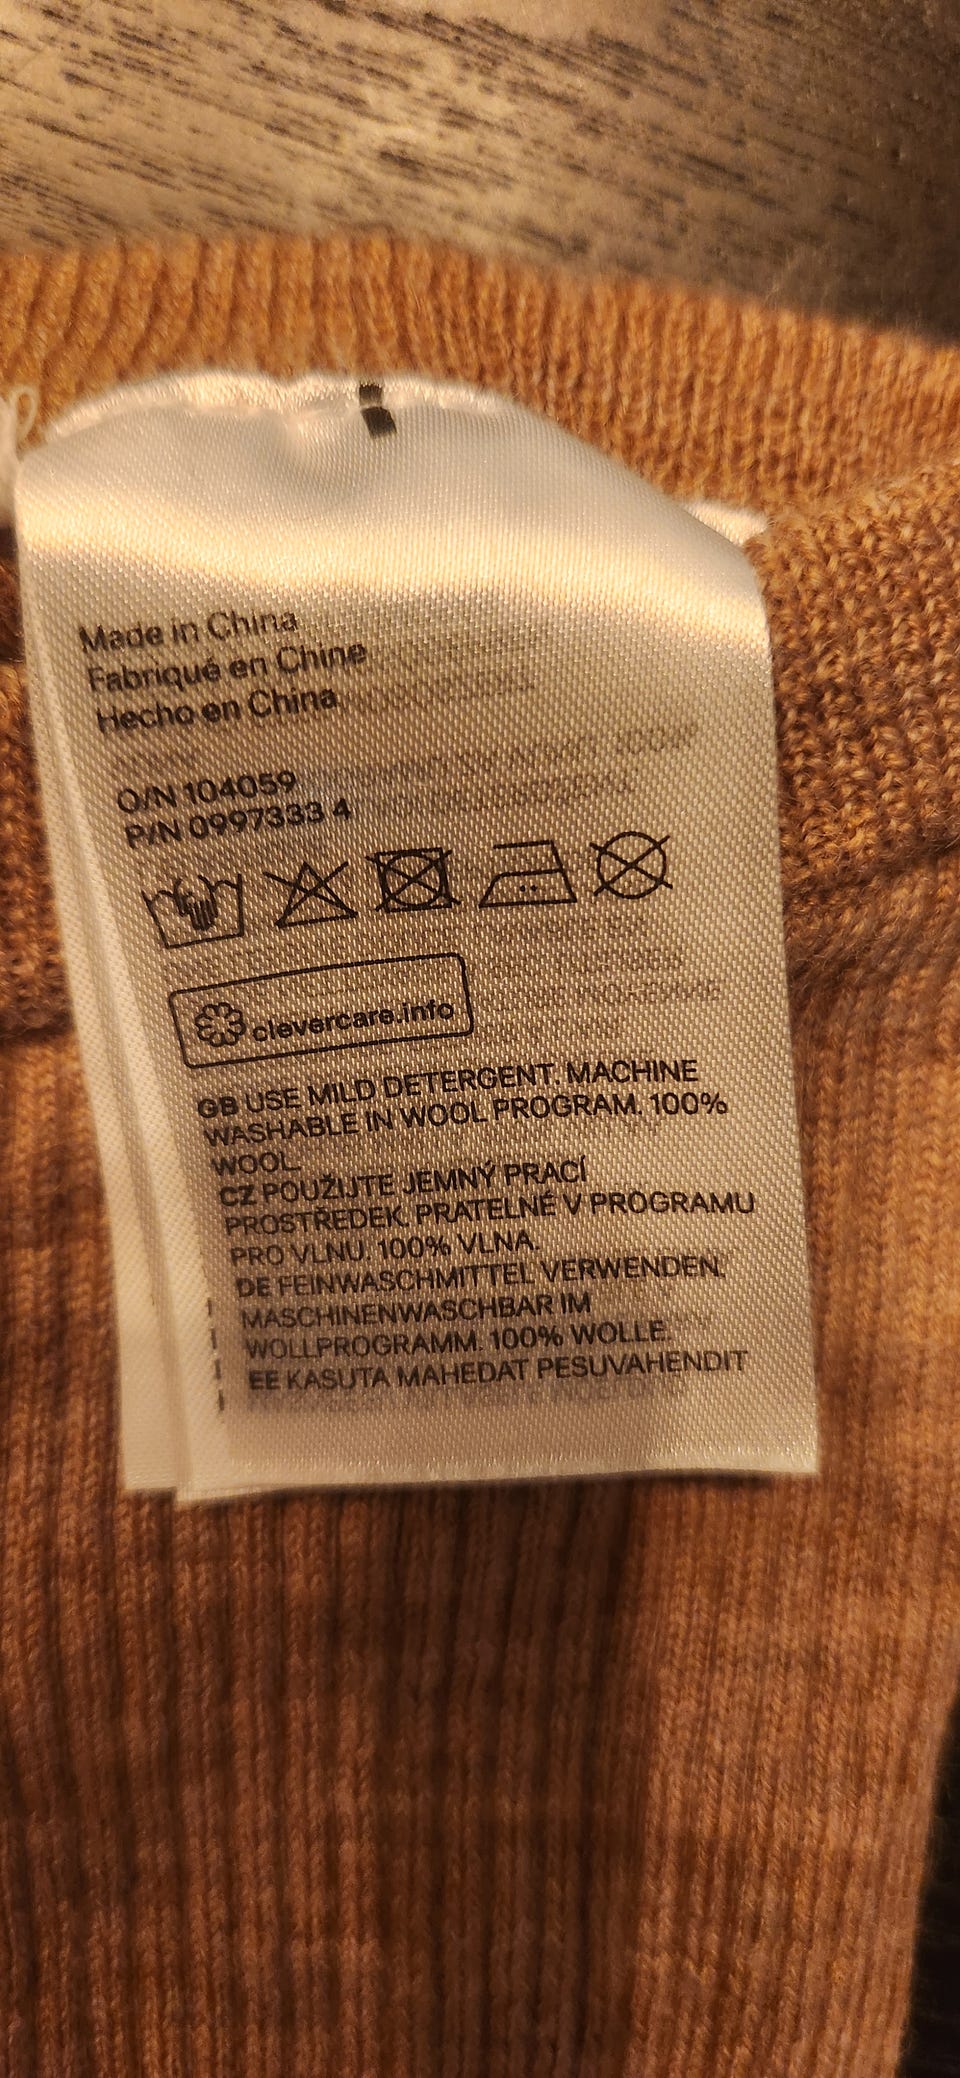 Made in China
Fabriqué en Chine
Hecho en China
O/N 104059
P/N 0997333 4
clevercare.info
GB USE MILD DETERGENT. MACHINE
WASHABLE IN WOOL PROGRAM. 100%
WOOL.
CZ POUŽIJTE JEMNÝ PRACÍ
PROSTŘEDEK. PRATELNÉ V PROGRAMU
PRO VLNU. 100% VLNA.
DE FEINWASCHMITTEL VERWENDEN.
MASCHINENWASCHBAR IM
WOLLPROGRAMM. 100% WOLLE.
EE KASUTA MAHEDAT PESUVAHENDIT